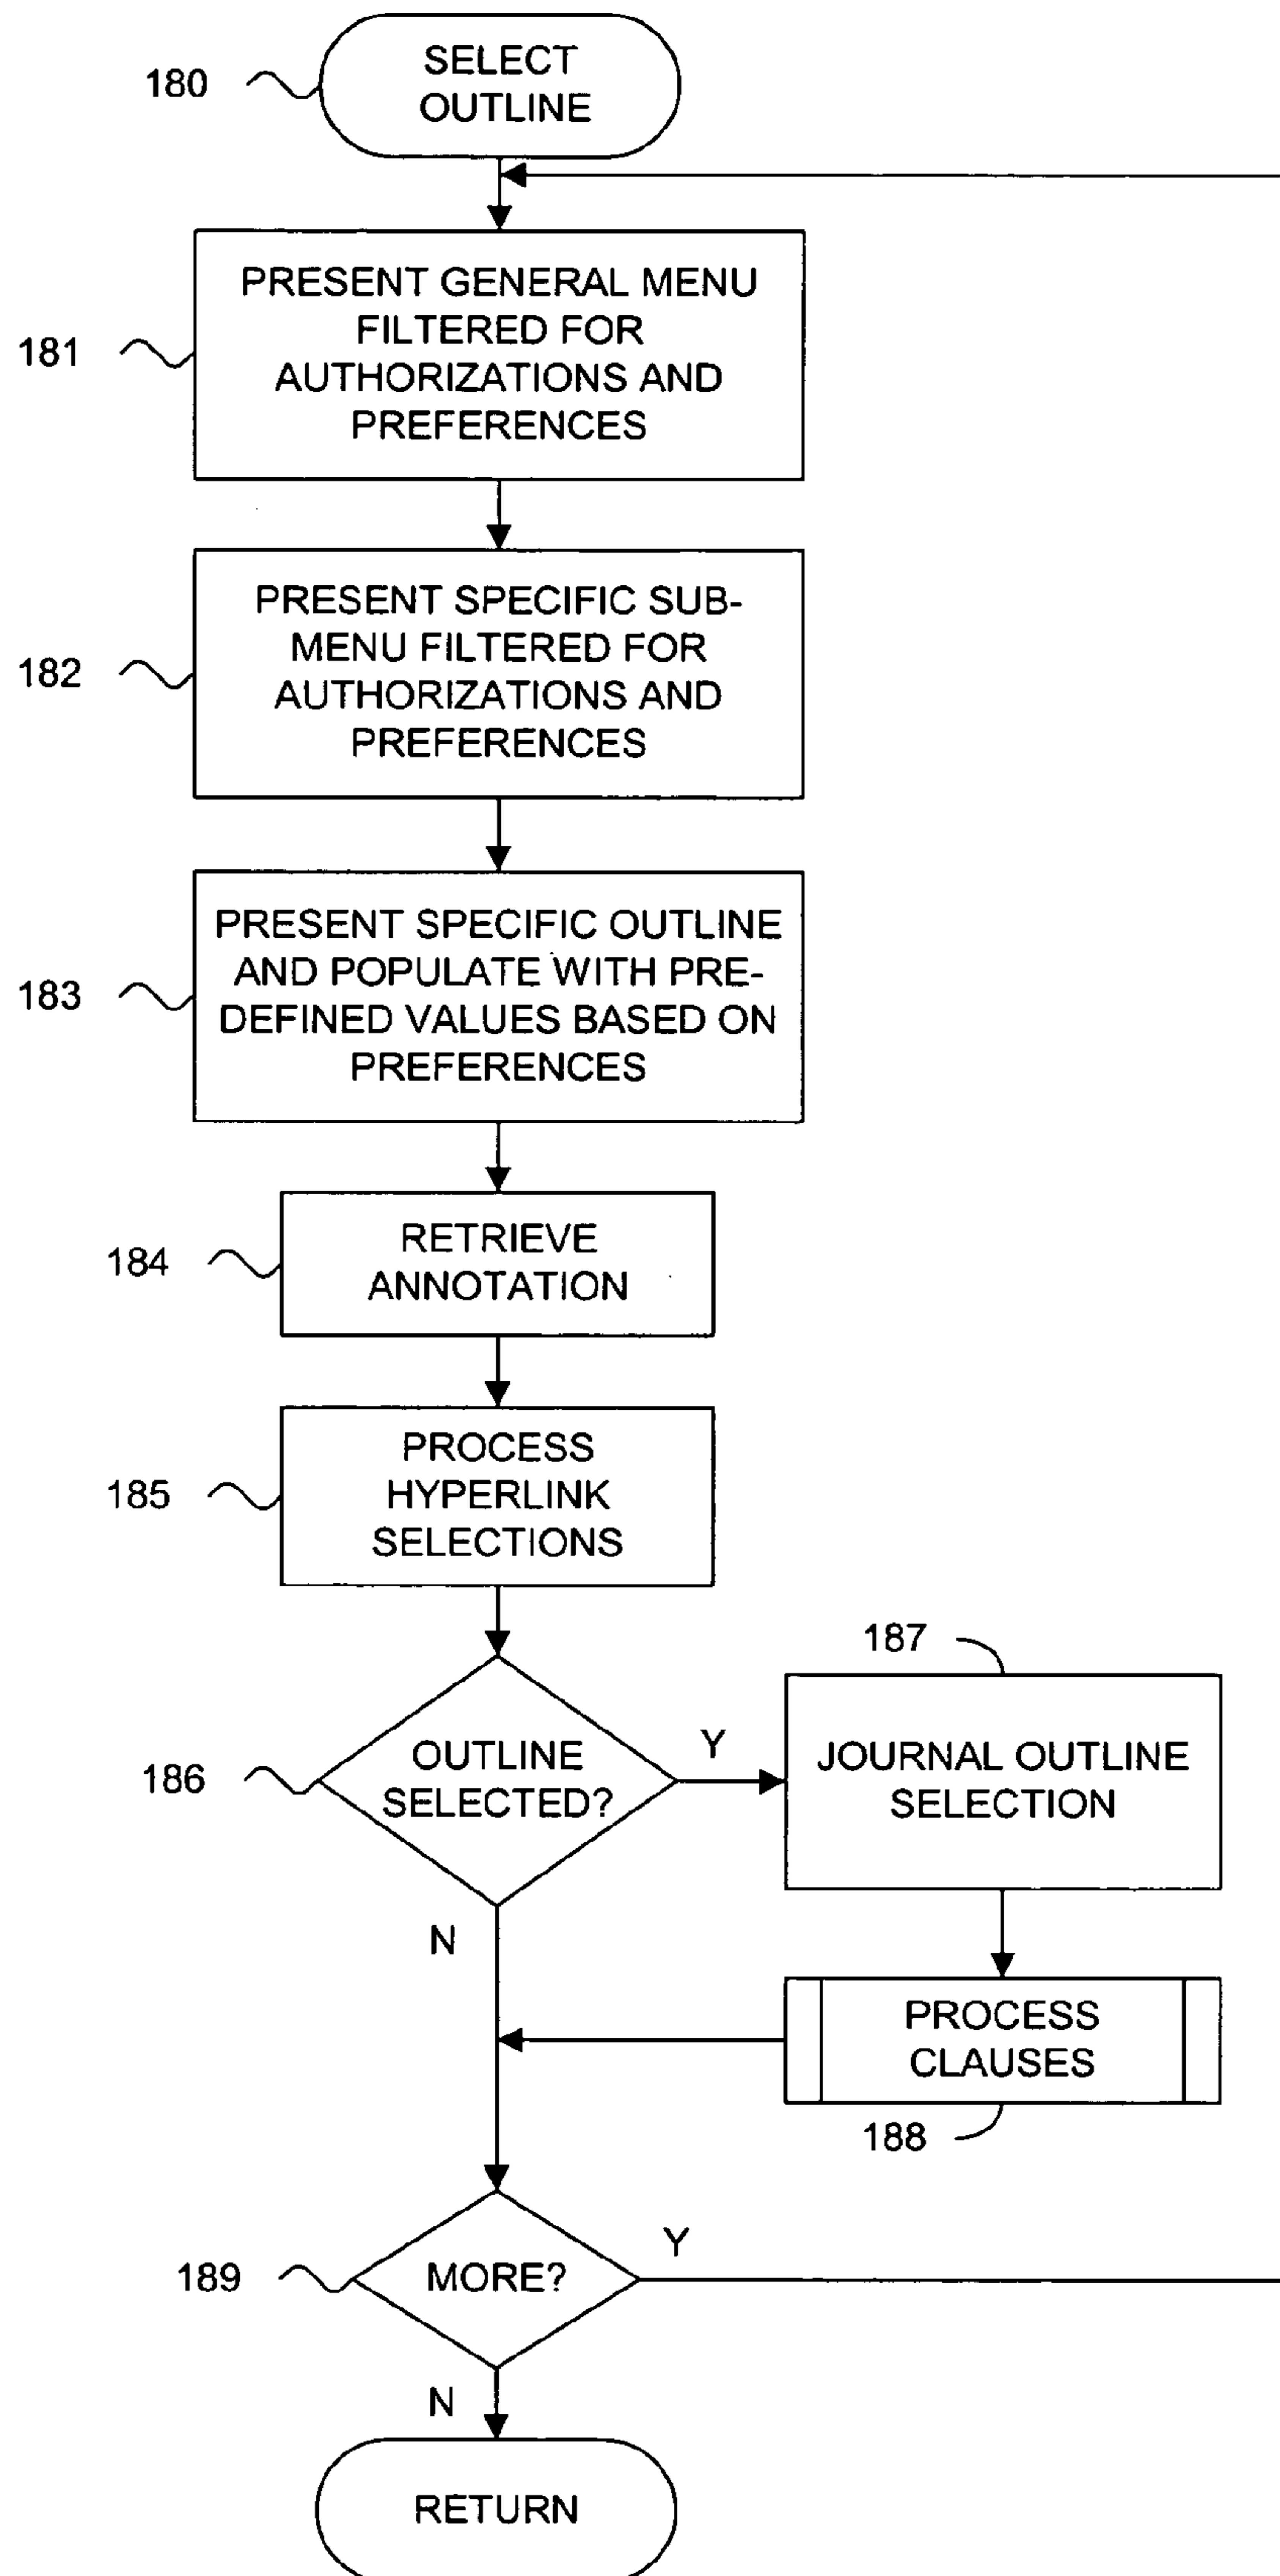 180
SELECT
OUTLINE
181
PRESENT GENERAL MENU
FILTERED FOR
AUTHORIZATIONS AND
PREFERENCES
182
PRESENT SPECIFIC SUB-
MENU FILTERED FOR
AUTHORIZATIONS AND
PREFERENCES
183
PRESENT SPECIFIC OUTLINE
AND POPULATE WITH PRE-
DEFINED VALUES BASED ON
PREFERENCES
184
RETRIEVE
ANNOTATION
185
PROCESS
HYPERLINK
SELECTIONS
186
OUTLINE
SELECTED?
Y
187
JOURNAL OUTLINE
SELECTION
N
PROCESS
CLAUSES
188
189
MORE?
Y
N
RETURN